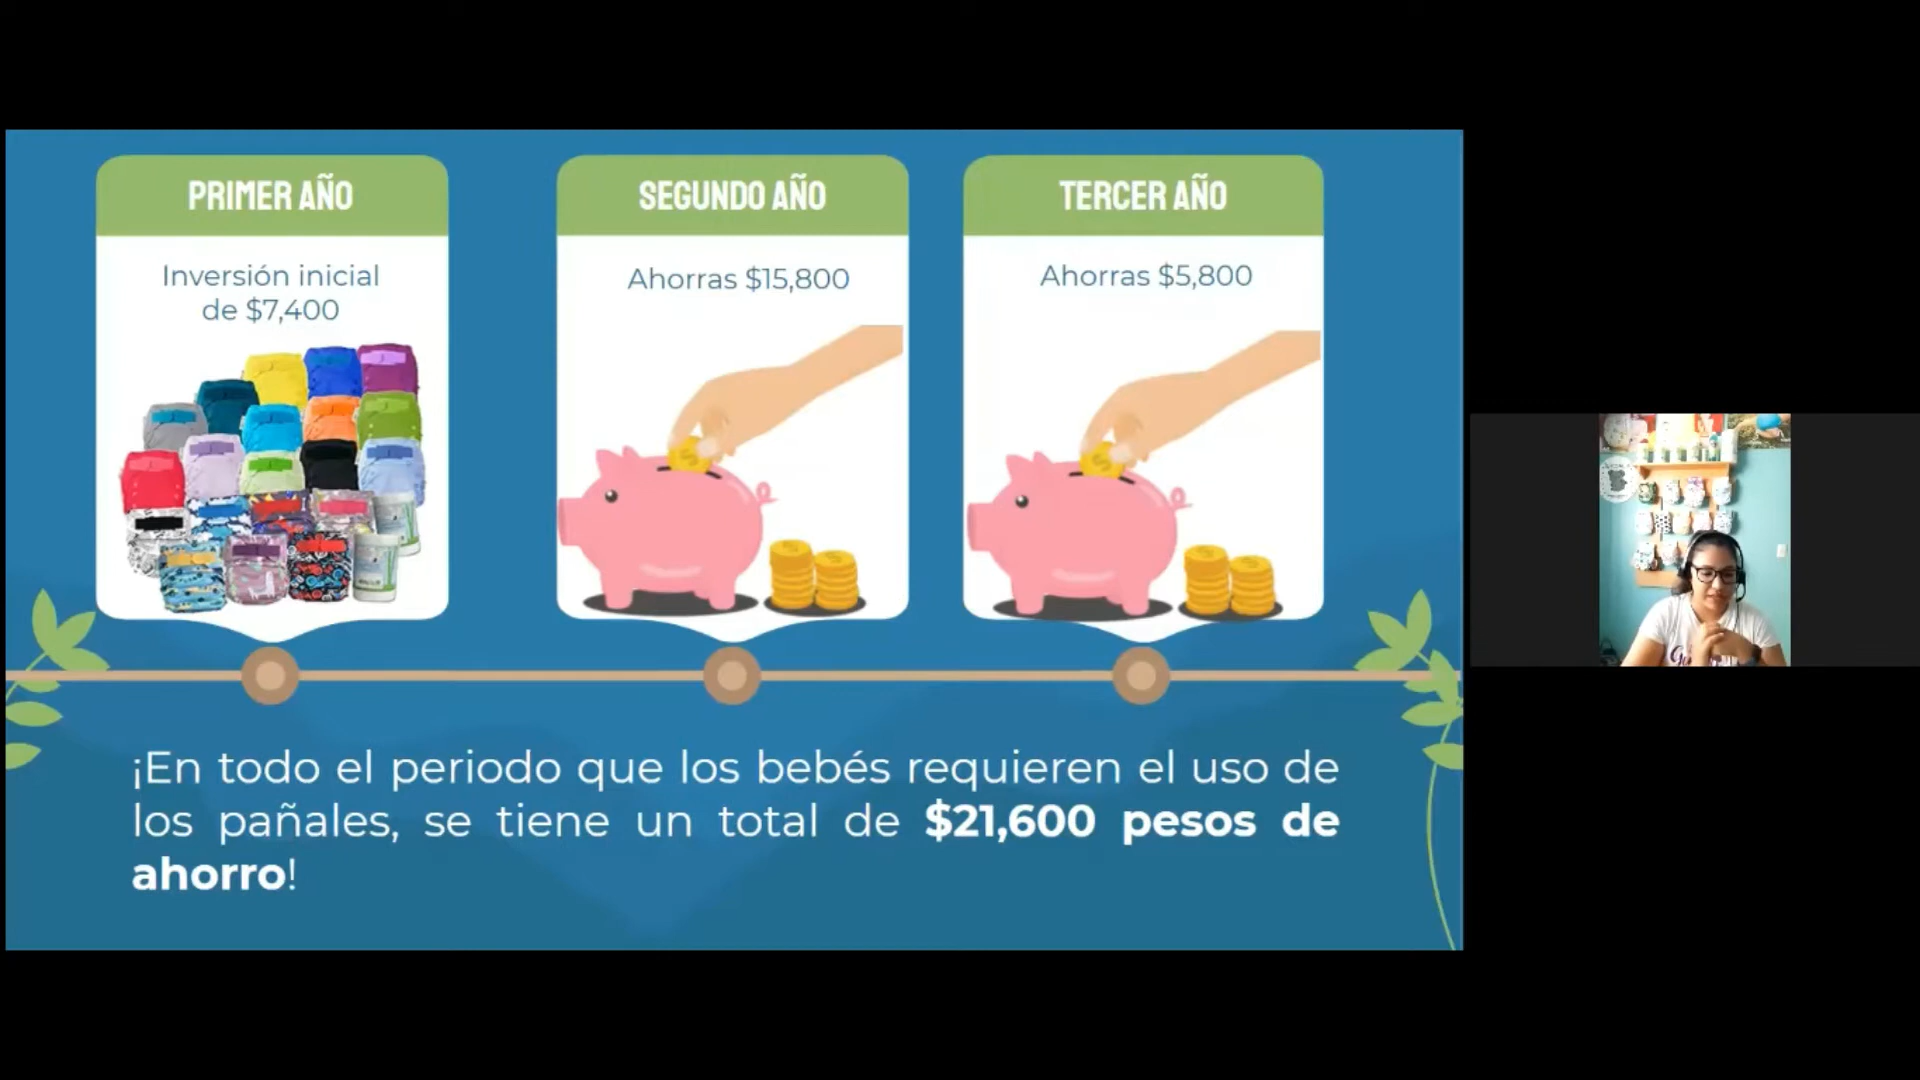 PRIMER AÑO
Inversión inicial
de $7,400
SEGUNDO AÑO
Ahorras $15,800
TERCER AÑO
Ahorras $5,800
¡En todo el periodo que los bebés requieren el uso de
los pañales, se tiene un total de $21,600 pesos de
ahorro!